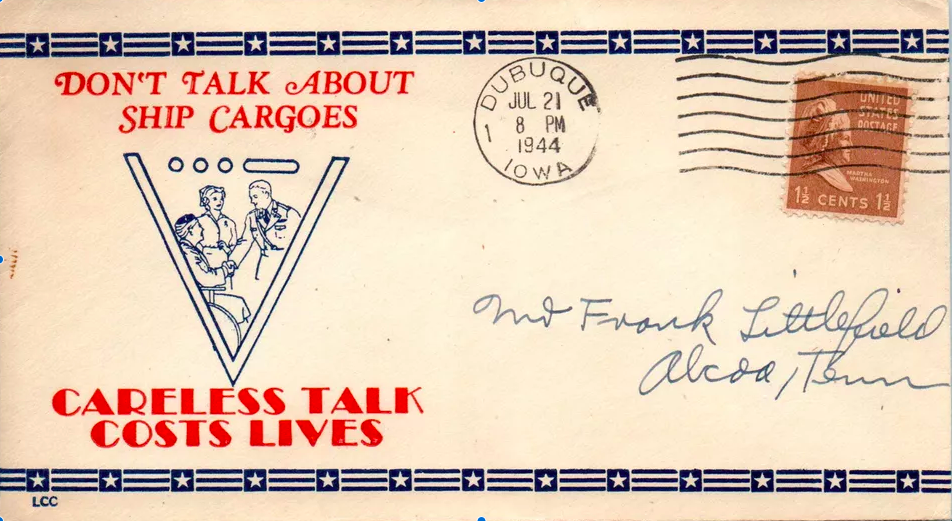 DON'T TALK ABOUT
SHIP CARGOES
CARELESS TALK
COSTS LIVES
LCC
DUBUQUE
JUL 21
8 PM
1
1944
IOWA
UNITED
STATES
POSTAGE
MARTHA
WASHINGTON
1½ CENTS 1½
Frank Littlefield
Alcoa, Tenn